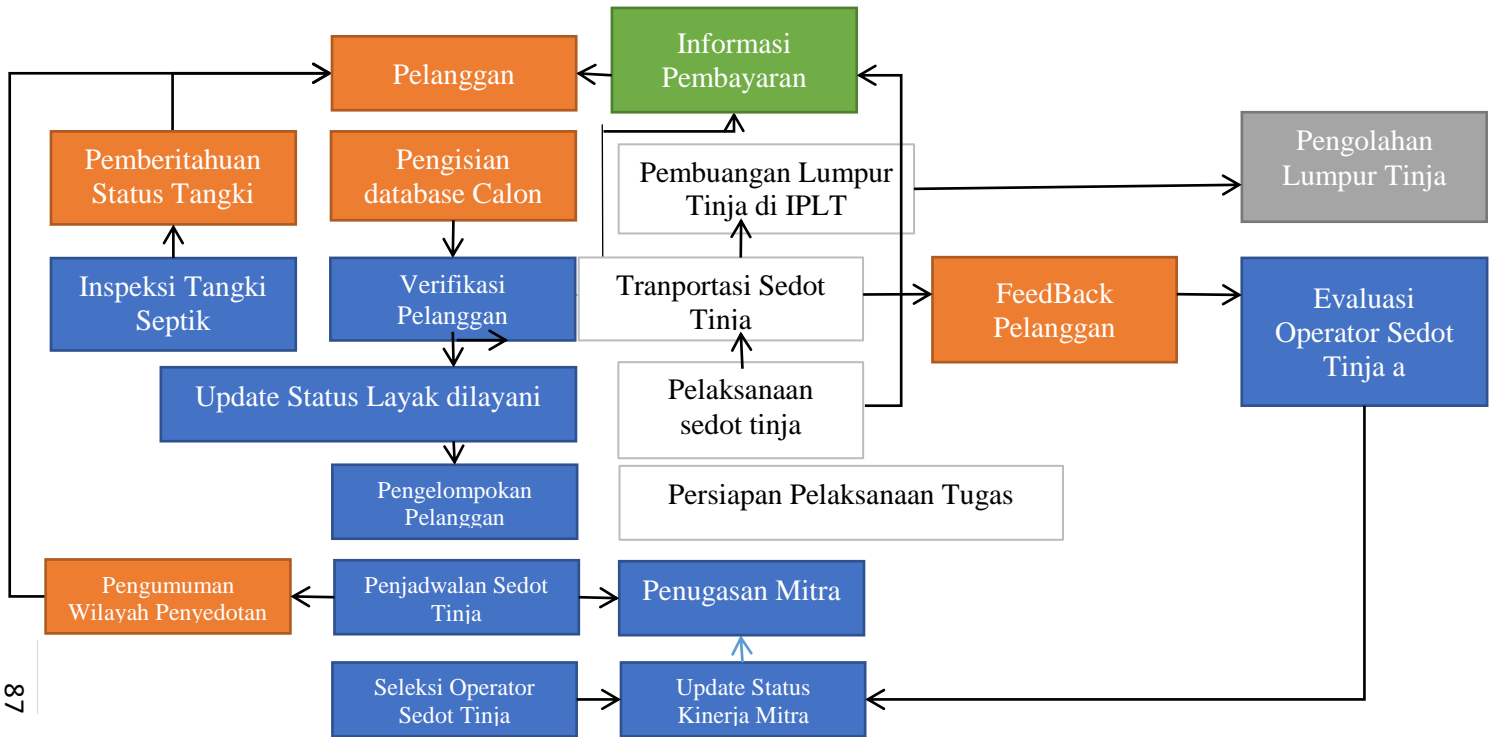 Informasi
Pembayaran
Pelanggan
Pemberitahuan
Status Tangki
Pengisian
database Calon
Pembuangan Lumpur
Tinja di IPLT
Pengolahan
Lumpur Tinja
Inspeksi Tangki
Septik
Verifikasi
Pelanggan
Tranportasi Sedot
Tinja
FeedBack
Pelanggan
Evaluasi
Operator Sedot
Tinja a
Update Status Layak dilayani
Pelaksanaan
sedot tinja
Pengelompokan
Pelanggan
Persiapan Pelaksanaan Tugas
Pengumuman
Wilayah Penyedotan
Penjadwalan Sedot
Tinja
Penugasan Mitra
Seleksi Operator
Sedot Tinja
Update Status
Kinerja Mitra
87